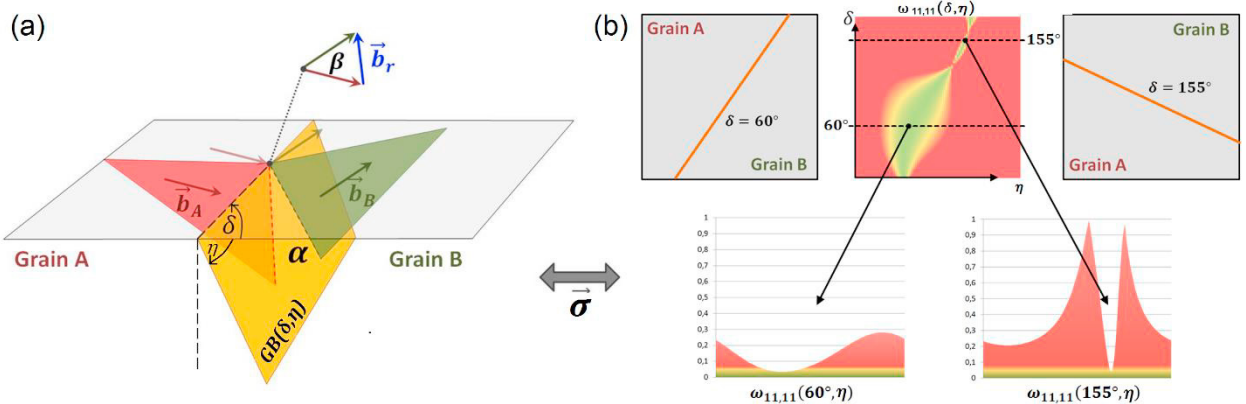 (a)
β
b⃗r
b⃗A
b⃗B
δ
η
α
Grain A
Grain B
GB(δ,η)
σ⃗
(b)
Grain A
δ = 60°
Grain B
ω11,11(δ,η)
δ
155°
60°
η
Grain B
δ = 155°
Grain A
1
0,9
0,8
0,7
0,6
0,5
0,4
0,3
0,2
0,1
0
ω11,11(60°,η)
1
0,9
0,8
0,7
0,6
0,5
0,4
0,3
0,2
0,1
0
ω11,11(155°,η)